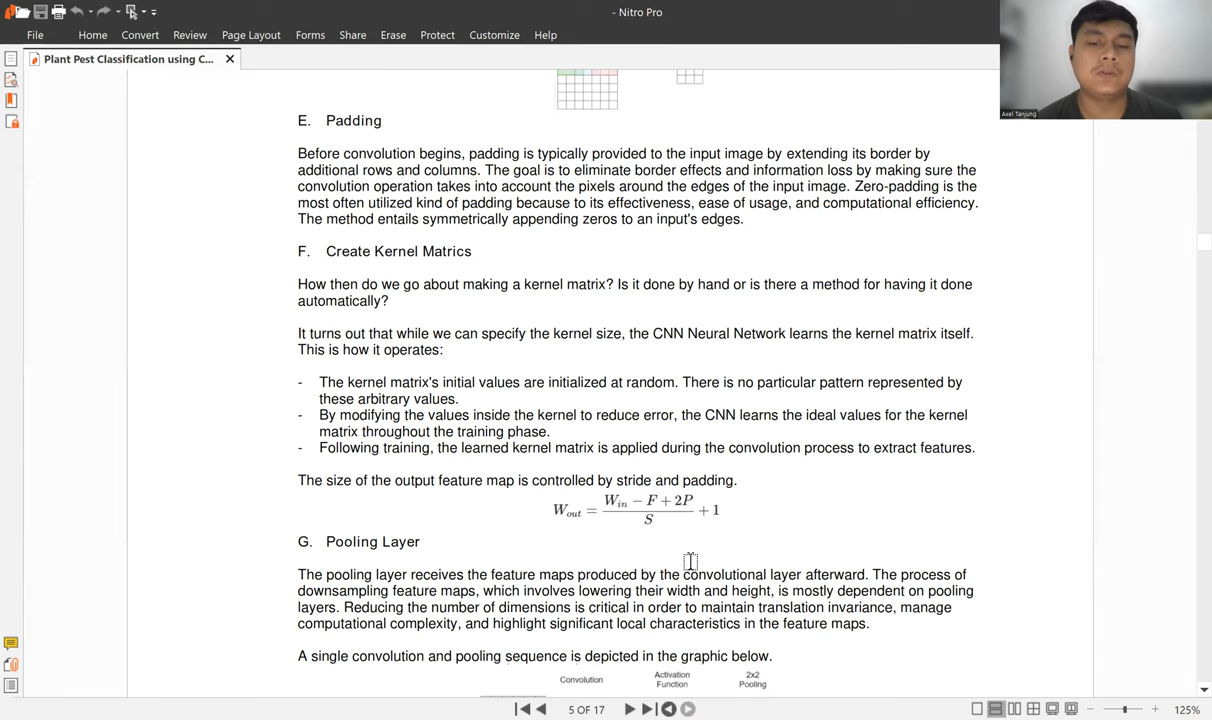 - Nitro Pro
File Home Convert Review Page Layout Forms Share Erase Protect Customize Help
Plant Pest Classification using C...
Axel Tanjung
E. Padding
Before convolution begins, padding is typically provided to the input image by extending its border by
additional rows and columns. The goal is to eliminate border effects and information loss by making sure the
convolution operation takes into account the pixels around the edges of the input image. Zero-padding is the
most often utilized kind of padding because to its effectiveness, ease of usage, and computational efficiency.
The method entails symmetrically appending zeros to an input's edges.
F. Create Kernel Matrics
How then do we go about making a kernel matrix? Is it done by hand or is there a method for having it done
automatically?
It turns out that while we can specify the kernel size, the CNN Neural Network learns the kernel matrix itself.
This is how it operates:
- The kernel matrix's initial values are initialized at random. There is no particular pattern represented by
these arbitrary values.
- By modifying the values inside the kernel to reduce error, the CNN learns the ideal values for the kernel
matrix throughout the training phase.
- Following training, the learned kernel matrix is applied during the convolution process to extract features.
The size of the output feature map is controlled by stride and padding.
W_out = (W_in − F + 2P) / S + 1
G. Pooling Layer
The pooling layer receives the feature maps produced by the convolutional layer afterward. The process of
downsampling feature maps, which involves lowering their width and height, is mostly dependent on pooling
layers. Reducing the number of dimensions is critical in order to maintain translation invariance, manage
computational complexity, and highlight significant local characteristics in the feature maps.
A single convolution and pooling sequence is depicted in the graphic below.
Convolution
Activation
Function
2x2
Pooling
5 OF 17
125%